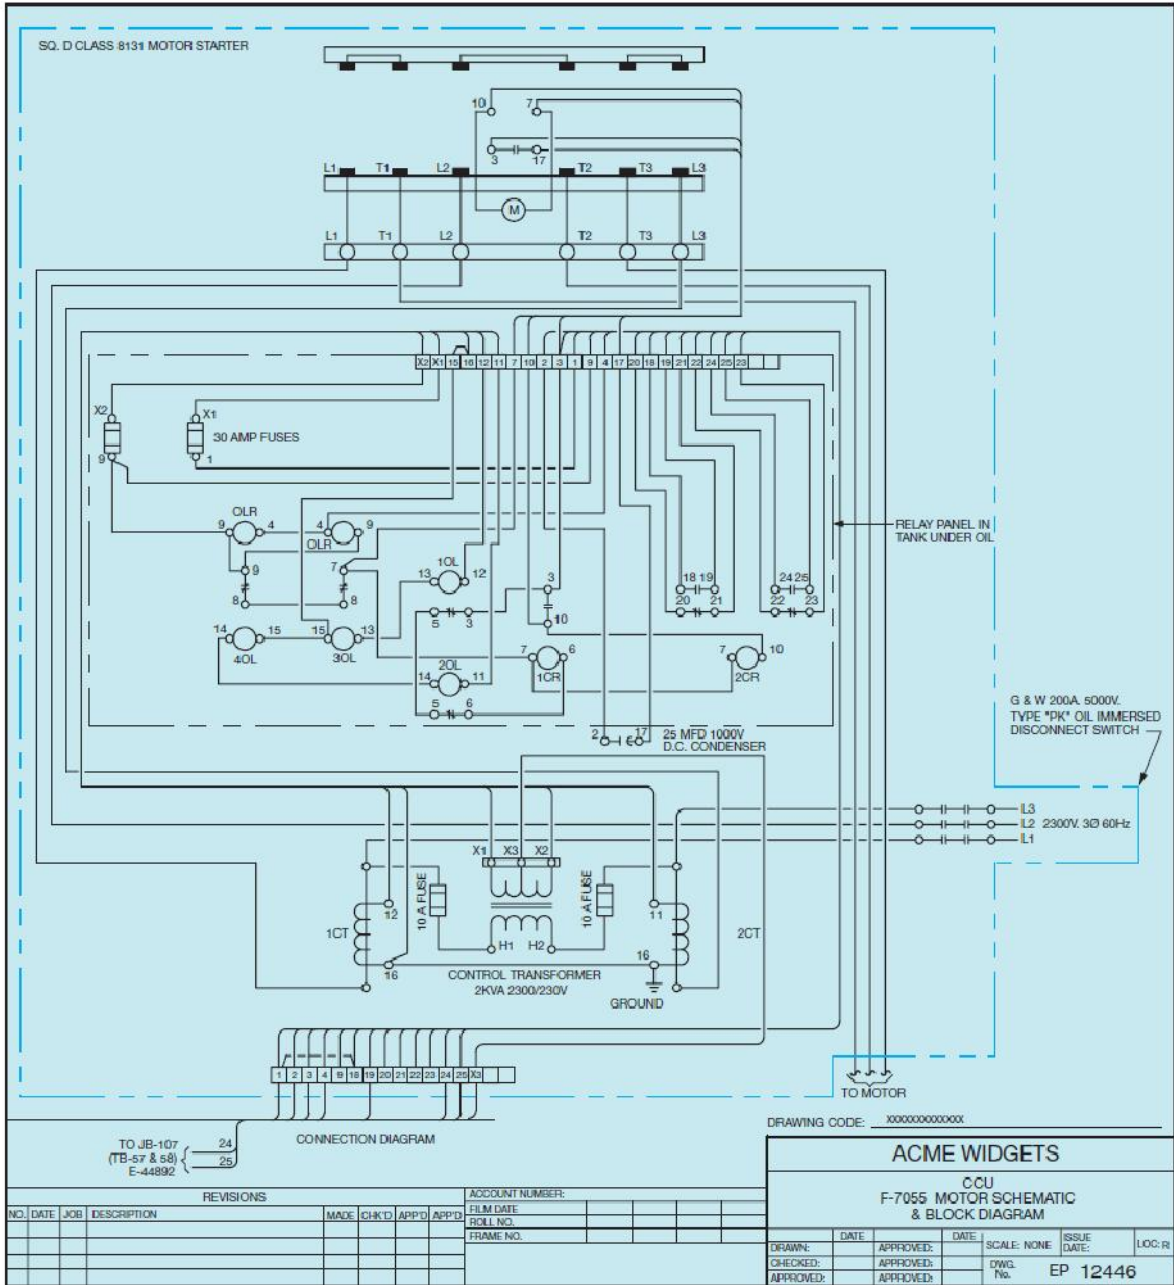 SQ. D CLASS 8131 MOTOR STARTER
10 7
3 17
L1 T1 L2 T2 T3 L3
M
L1 T1 L2 T2 T3 L3
X2 X1 15 16 12 11 7 10 2 3 1 9 4 17 20 18 19 21 22 24 25 23
X2 X1
30 AMP FUSES
9 1
RELAY PANEL IN
TANK UNDER OIL
OLR
9 4 4 9
OLR
9 7
8 8
1OL
13 12
5 3
3
10
18 19 24 25
20 21 22 23
14 15 15 13
4OL 3OL
2OL
14 11
5 6
7 6
1CR
7 10
2CR
2 17 25 MFD 1000V
D.C. CONDENSER
G & W 200A. 5000V.
TYPE "PK" OIL IMMERSED
DISCONNECT SWITCH
L3
L2 2300V. 3Ø 60Hz
L1
X1 X3 X2
10 A FUSE
10 A FUSE
12 11
1CT 2CT
H1 H2
16 16
CONTROL TRANSFORMER
2KVA 2300/230V
GROUND
1 2 3 4 9 18 19 20 21 22 23 24 25 X3
TO MOTOR
CONNECTION DIAGRAM
TO JB-107 24
(TB-57 & 58)
E-44892 25
DRAWING CODE: XXXXXXXXXXXXX
ACME WIDGETS
CCU
F-7055 MOTOR SCHEMATIC
& BLOCK DIAGRAM
REVISIONS
NO. DATE JOB DESCRIPTION MADE CHK'D APP'D APP'D
ACCOUNT NUMBER:
FILM DATE
ROLL NO.
FRAME NO.
DATE DATE
DRAWN: APPROVED:
CHECKED: APPROVED:
APPROVED: APPROVED:
SCALE: NONE ISSUE DATE: LOC: R
DWG. No. EP 12446